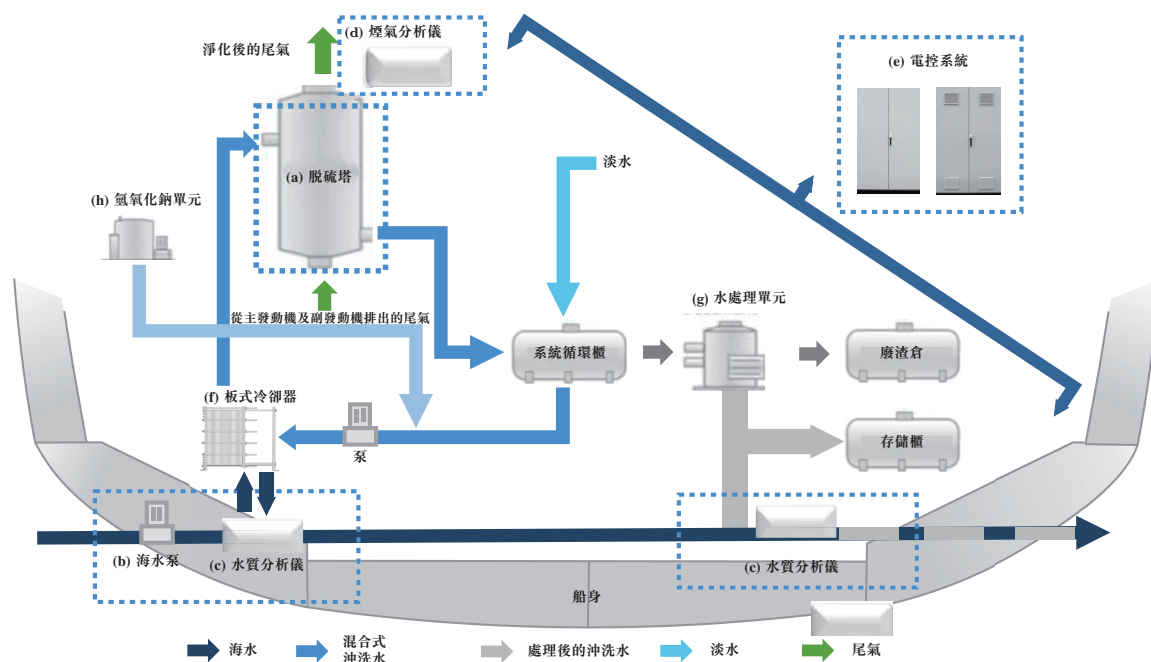 (d) 煙氣分析儀
淨化後的尾氣
(e) 電控系統
淡水
(a) 脱硫塔
(h) 氫氧化鈉單元
(g) 水處理單元
從主發動機及副發動機排出的尾氣
系統循環櫃
廢渣倉
(f) 板式冷卻器
存儲櫃
泵
(b) 海水泵
(c) 水質分析儀
(c) 水質分析儀
船身
海水
混合式
沖洗水
處理後的沖洗水
淡水
尾氣